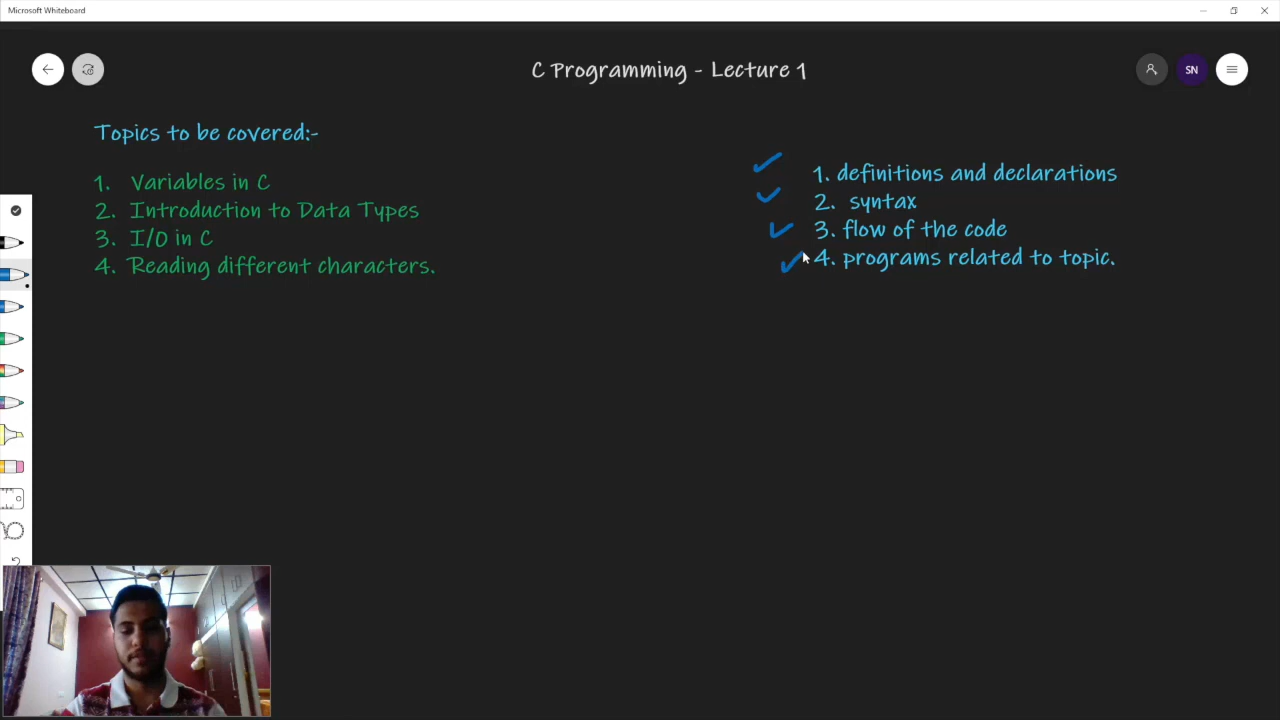 Microsoft Whiteboard
C Programming - Lecture 1
SN
Topics to be covered:-
1. Variables in C
2. Introduction to Data Types
3. I/O in C
4. Reading different characters.
1. definitions and declarations
2. syntax
3. flow of the code
4. programs related to topic.